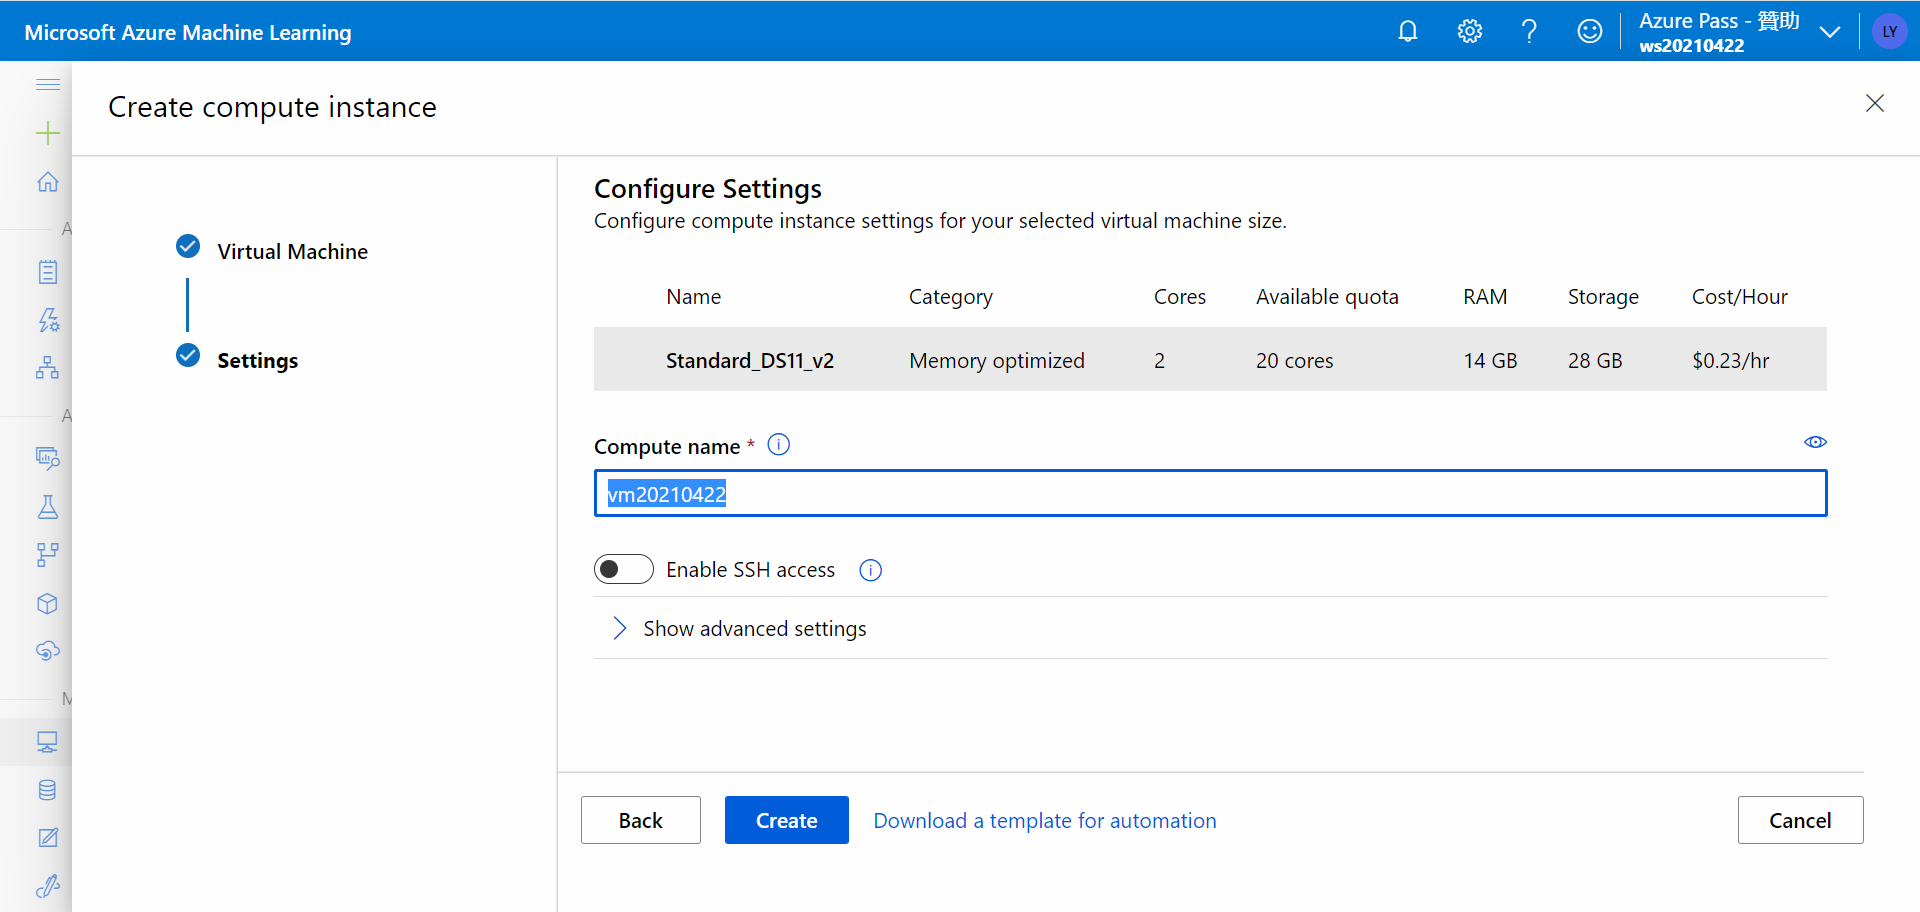 Microsoft Azure Machine Learning
Azure Pass - 贊助
ws20210422
LY
Create compute instance
A
A
M
Virtual Machine
Settings
Configure Settings
Configure compute instance settings for your selected virtual machine size.
Name Category Cores Available quota RAM Storage Cost/Hour
Standard_DS11_v2 Memory optimized 2 20 cores 14 GB 28 GB $0.23/hr
Compute name *
vm20210422
Enable SSH access
Show advanced settings
Back Create Download a template for automation Cancel